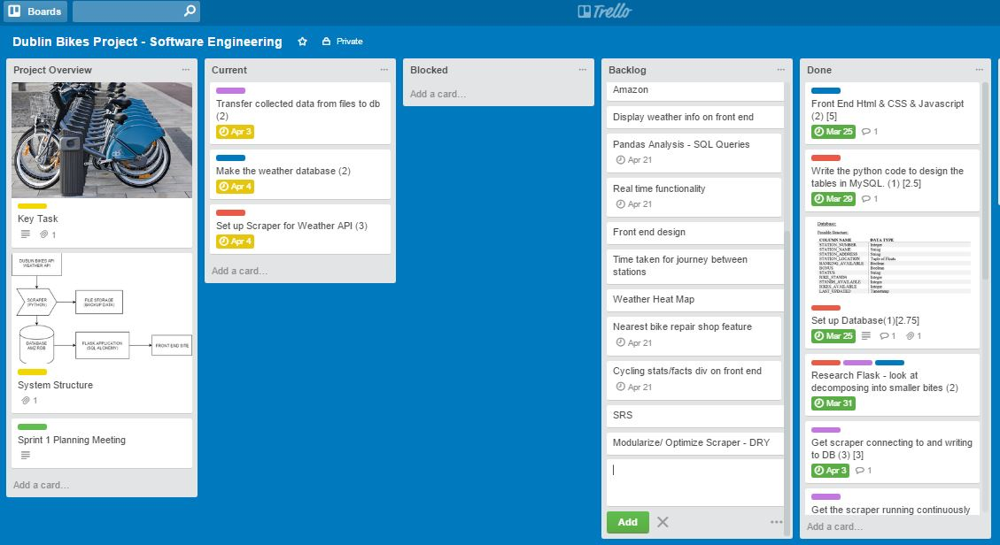 Boards
Trello
Dublin Bikes Project - Software Engineering
Private
Project Overview
Key Task
1
DUBLIN BIKES API
WEATHER API
SCRAPER
(PYTHON)
FILE STORAGE
(BACKUP DATA)
DATABASE
FLASK APPLICATION
(SQL ALCHEMY)
FRONT END SITE
System Structure
1
Sprint 1 Planning Meeting
Add a card...
Current
Transfer collected data from files to db
(2)
Apr 3
Make the weather database (2)
Apr 4
Set up Scraper for Weather API (3)
Apr 4
Add a card...
Blocked
Add a card...
Backlog
Amazon
Display weather info on front end
Pandas Analysis - SQL Queries
Apr 21
Real time functionality
Apr 21
Front end design
Time taken for journey between
stations
Weather Heat Map
Nearest bike repair shop feature
Apr 21
Cycling stats/facts div on front end
Apr 21
SRS
Modularize/ Optimize Scraper - DRY
Add
Done
Front End Html & CSS & Javascript
(2) [5]
Mar 25 1
Write the python code to design the
tables in MySQL. (1) [2.5]
Mar 29 1
Database:
Possible Structure:
COLUMN NAME DATA TYPE
STATION_NUMBER Integer
STATION_NAME String
STATION_ADDRESS String
STATION_LOCATION Tuple of Floats
BANKING_AVAILABLE Boolean
BONUS Boolean
STATUS String
BIKE_STANDS Integer
STANDS_AVAILABLE Integer
BIKES_AVAILABLE Integer
LAST_UPDATED Timestamp
Set up Database(1)[2.75]
Mar 25 1 1
Research Flask - look at
decomposing into smaller bites (2)
Mar 31
Get scraper connecting to and writing
to DB (3) [3]
Apr 3 1
Get the scraper running continuously
Add a card...